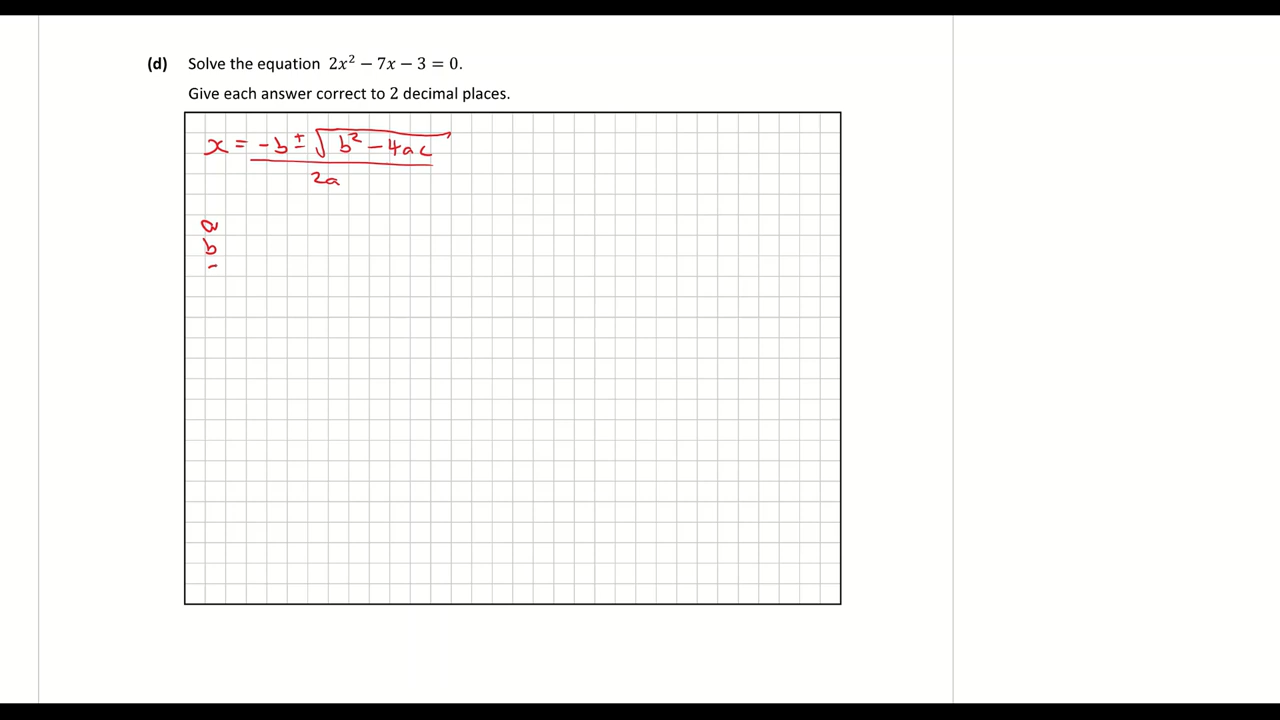 (d) Solve the equation 2x² − 7x − 3 = 0.
Give each answer correct to 2 decimal places.
x = -b ± √(b² - 4ac)
2a
a
b
-